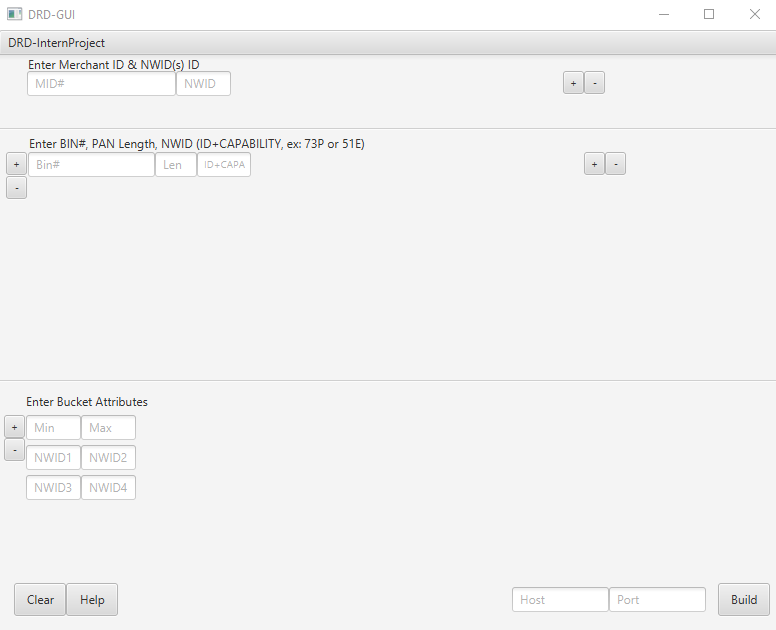 DRD-GUI
DRD-InternProject
Enter Merchant ID & NWID(s) ID
MID# NWID + -
Enter BIN#, PAN Length, NWID (ID+CAPABILITY, ex: 73P or 51E)
+ Bin# Len ID+CAPA + -
-
Enter Bucket Attributes
+ Min Max
-
NWID1 NWID2
NWID3 NWID4
Clear Help Host Port Build